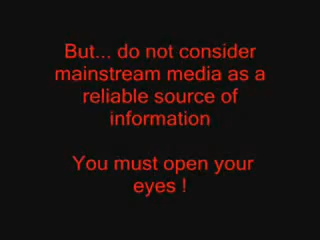 But... do not consider
mainstream media as a
reliable source of
information
You must open your
eyes !